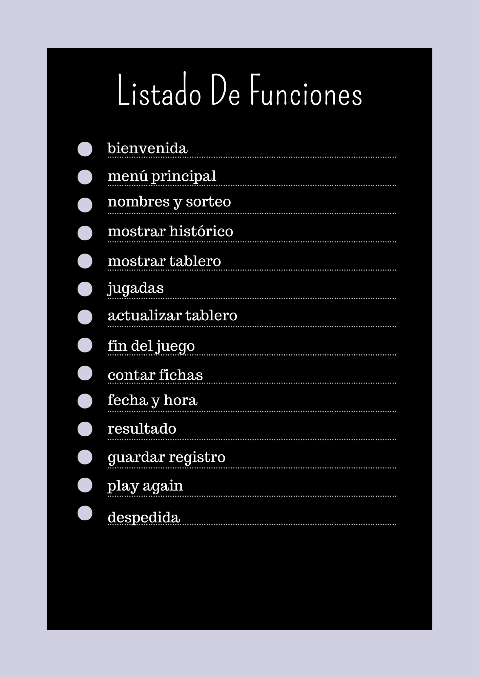 Listado De Funciones
bienvenida
menú principal
nombres y sorteo
mostrar histórico
mostrar tablero
jugadas
actualizar tablero
fin del juego
contar fichas
fecha y hora
resultado
guardar registro
play again
despedida